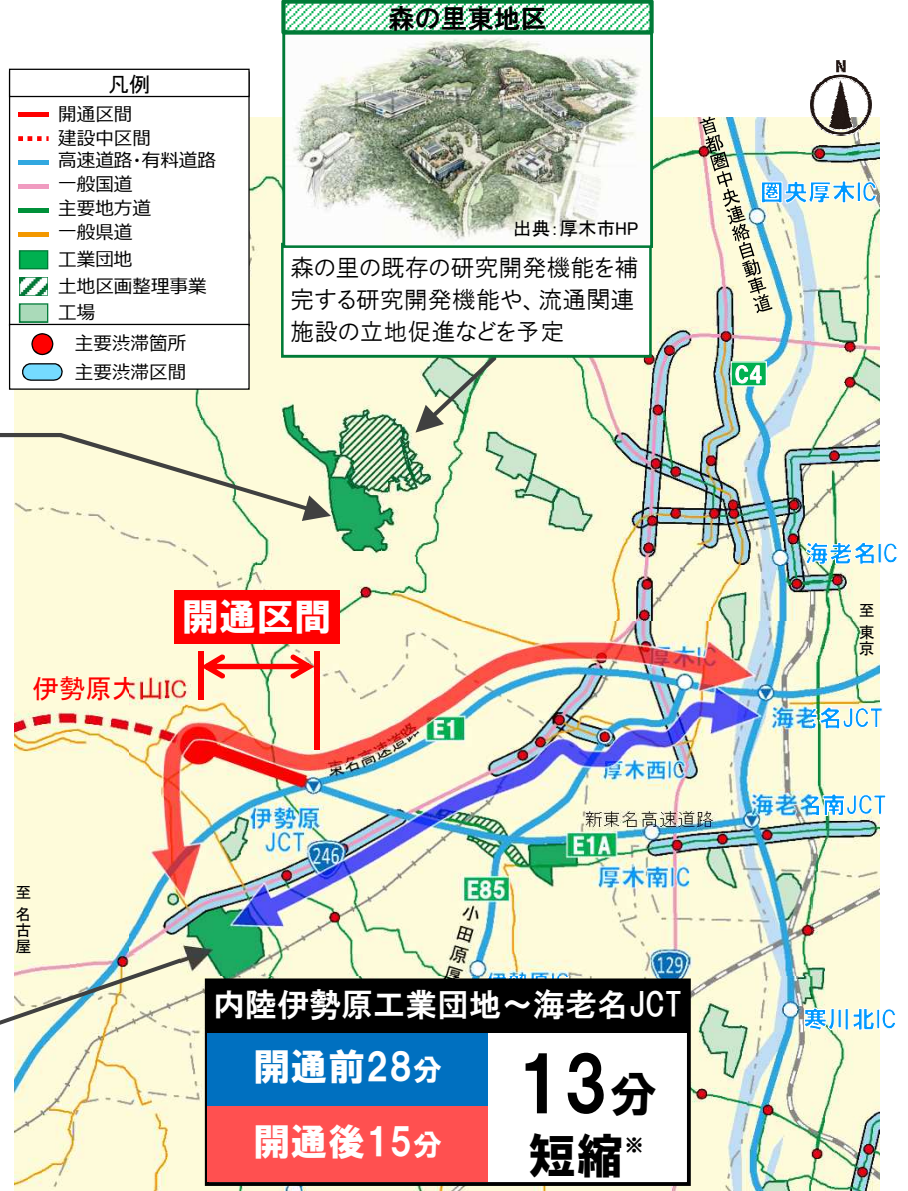 森の里東地区
出典:厚木市HP
森の里の既存の研究開発機能を補
完する研究開発機能や、流通関連
施設の立地促進などを予定
凡例
開通区間
建設中区間
高速道路・有料道路
一般国道
主要地方道
一般県道
工業団地
土地区画整理事業
工場
主要渋滞箇所
主要渋滞区間
N
首都圏中央連絡自動車道
圏央厚木IC
C4
海老名IC
至 東京
開通区間
伊勢原大山IC
厚木IC
海老名JCT
E1
東名高速道路
厚木西IC
伊勢原
JCT
海老名南JCT
新東名高速道路
246
E1A
厚木南IC
至 名古屋
E85
小田原厚
伊勢原IC
129
寒川北IC
内陸伊勢原工業団地～海老名JCT
開通前28分
開通後15分
13分
短縮※